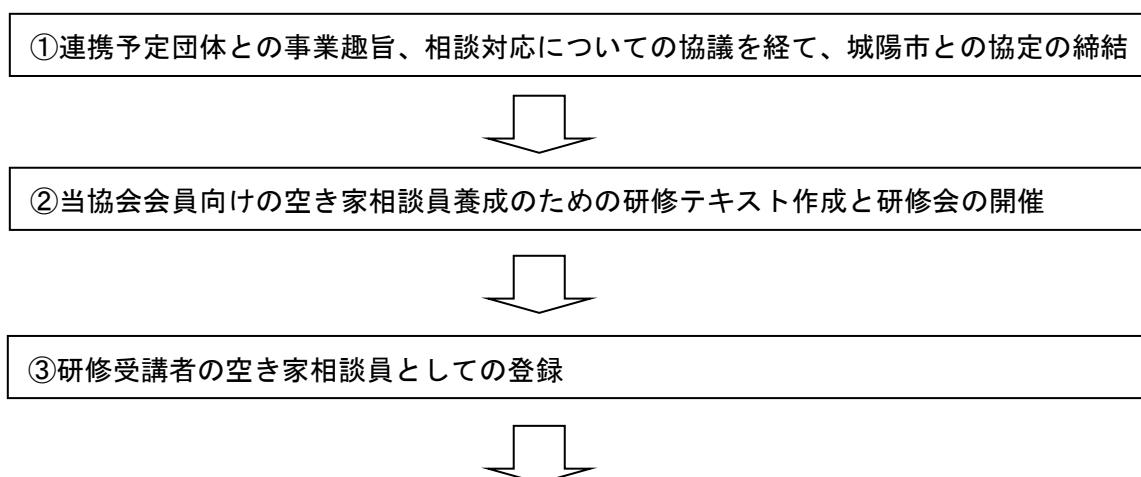 ①連携予定団体との事業趣旨、相談対応についての協議を経て、城陽市との協定の締結
②当協会会員向けの空き家相談員養成のための研修テキスト作成と研修会の開催
③研修受講者の空き家相談員としての登録